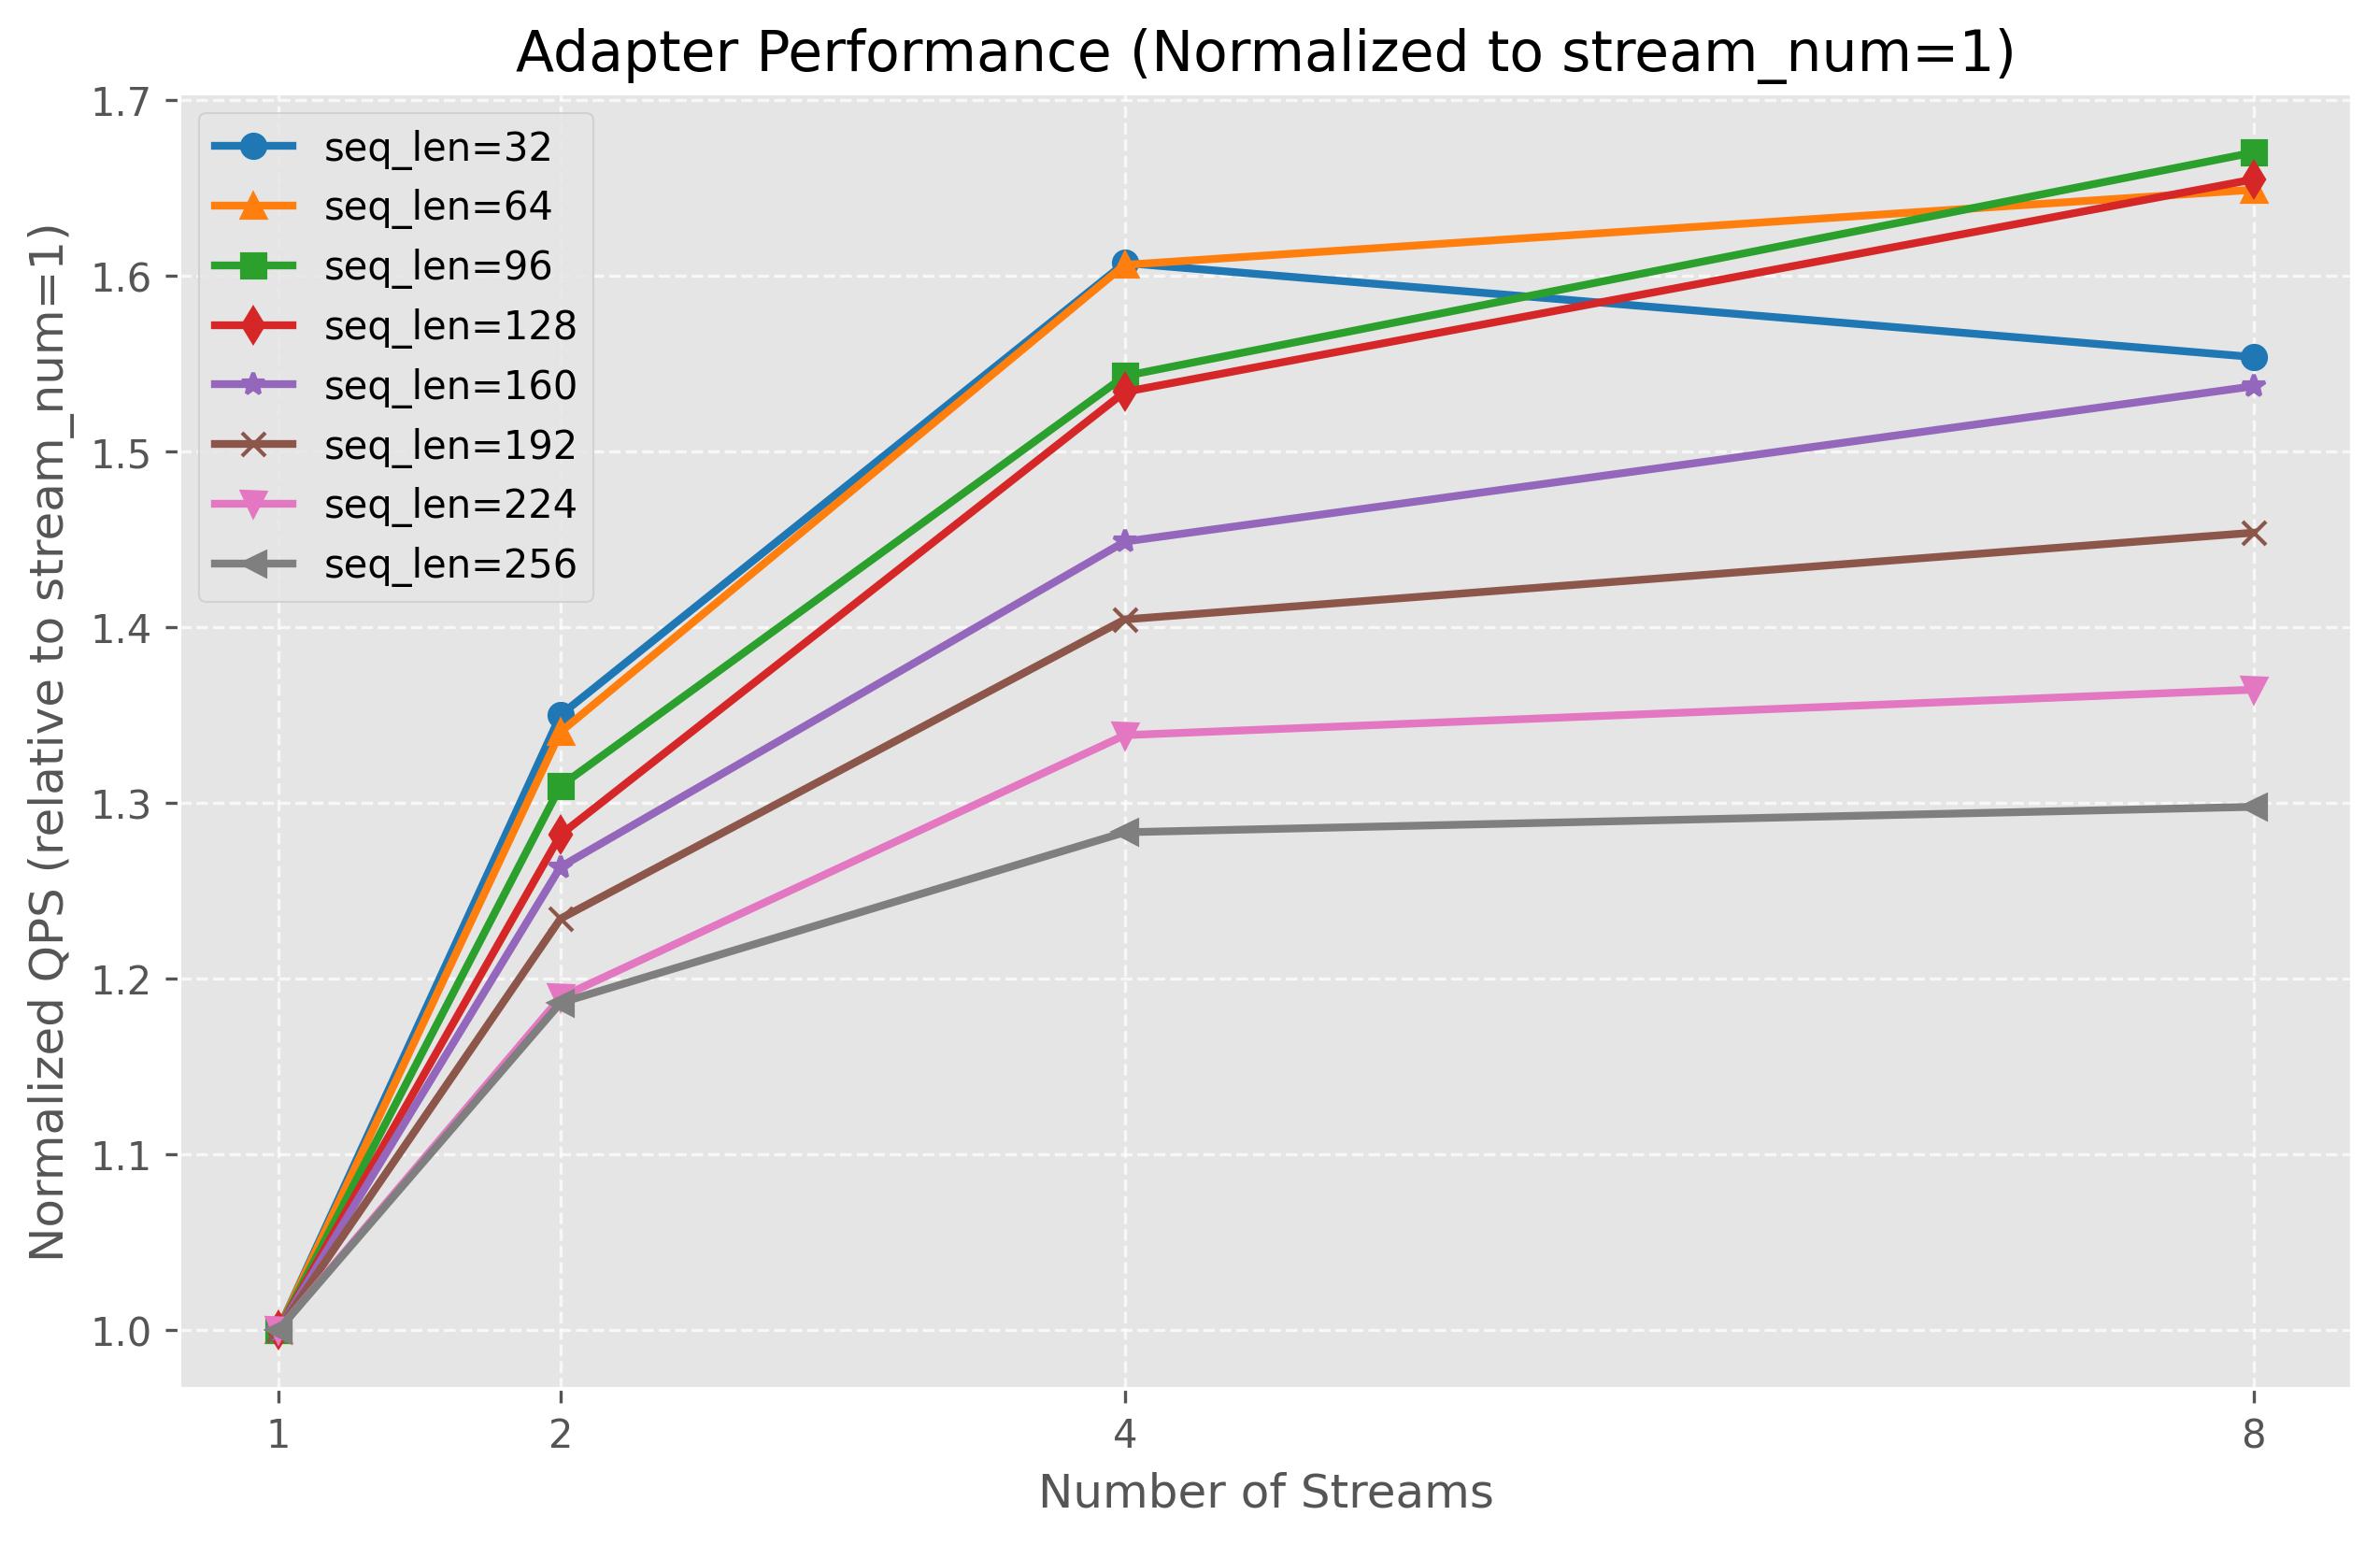 Adapter Performance (Normalized to stream_num=1)
Normalized QPS (relative to stream_num=1)
1.7
1.6
1.5
1.4
1.3
1.2
1.1
1.0
seq_len=32
seq_len=64
seq_len=96
seq_len=128
seq_len=160
seq_len=192
seq_len=224
seq_len=256
1 2 4 8
Number of Streams